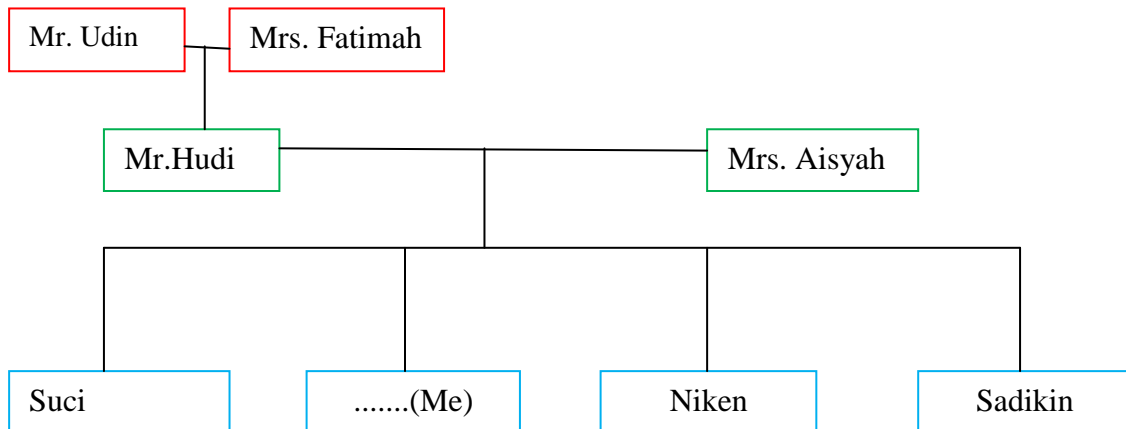 Mr. Udin
Mrs. Fatimah
Mr.Hudi
Mrs. Aisyah
Suci
.......(Me)
Niken
Sadikin